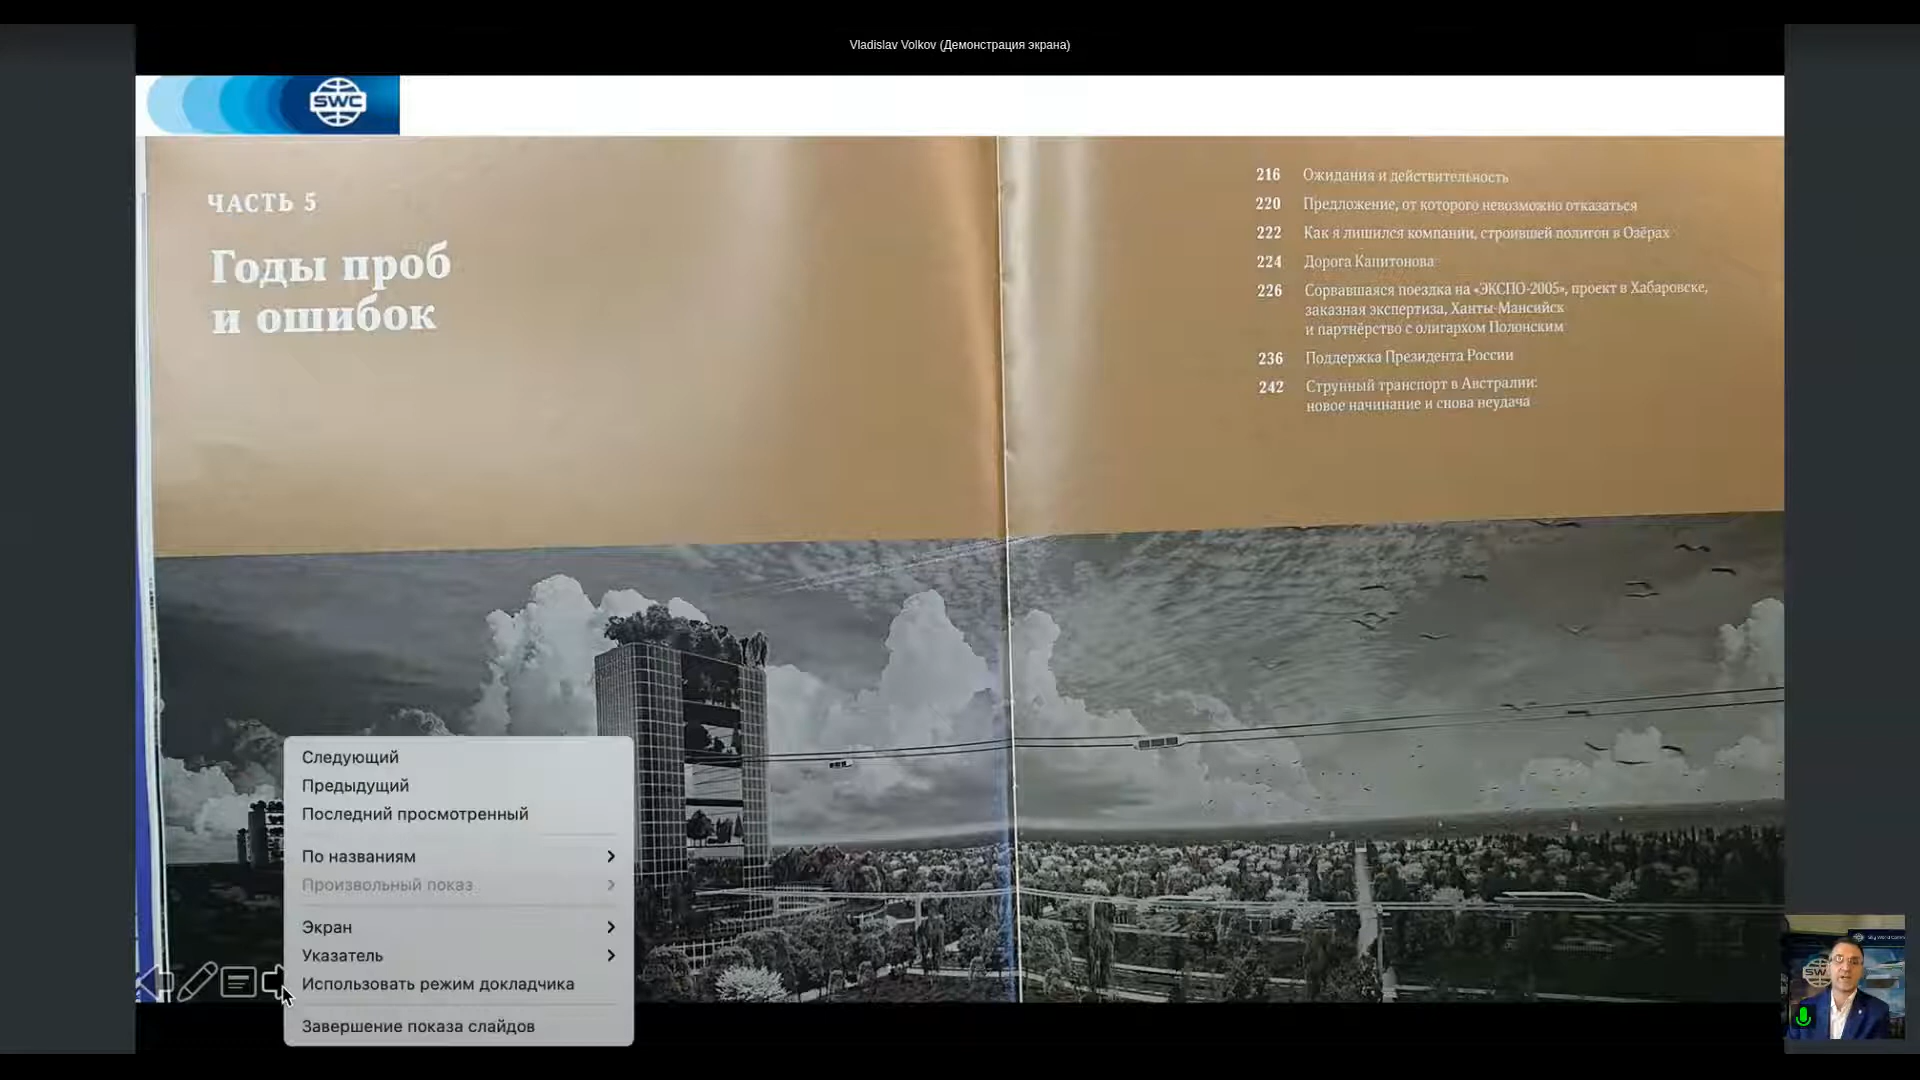 Vladislav Volkov (Демонстрация экрана)
SWC
ЧАСТЬ 5
Годы проб
и ошибок
216 Ожидания и действительность
220 Предложение, от которого невозможно отказаться
222 Как я лишился компании, строившей полигон в Озёрах
224 Дорога Капитонова
226 Сорвавшаяся поездка на «ЭКСПО-2005», проект в Хабаровске,
заказная экспертиза, Ханты-Мансийск
и партнёрство с олигархом Полонским
236 Поддержка Президента России
242 Струнный транспорт в Австралии:
новое начинание и снова неудача
Следующий
Предыдущий
Последний просмотренный
По названиям
Произвольный показ
Экран
Указатель
Использовать режим докладчика
Завершение показа слайдов